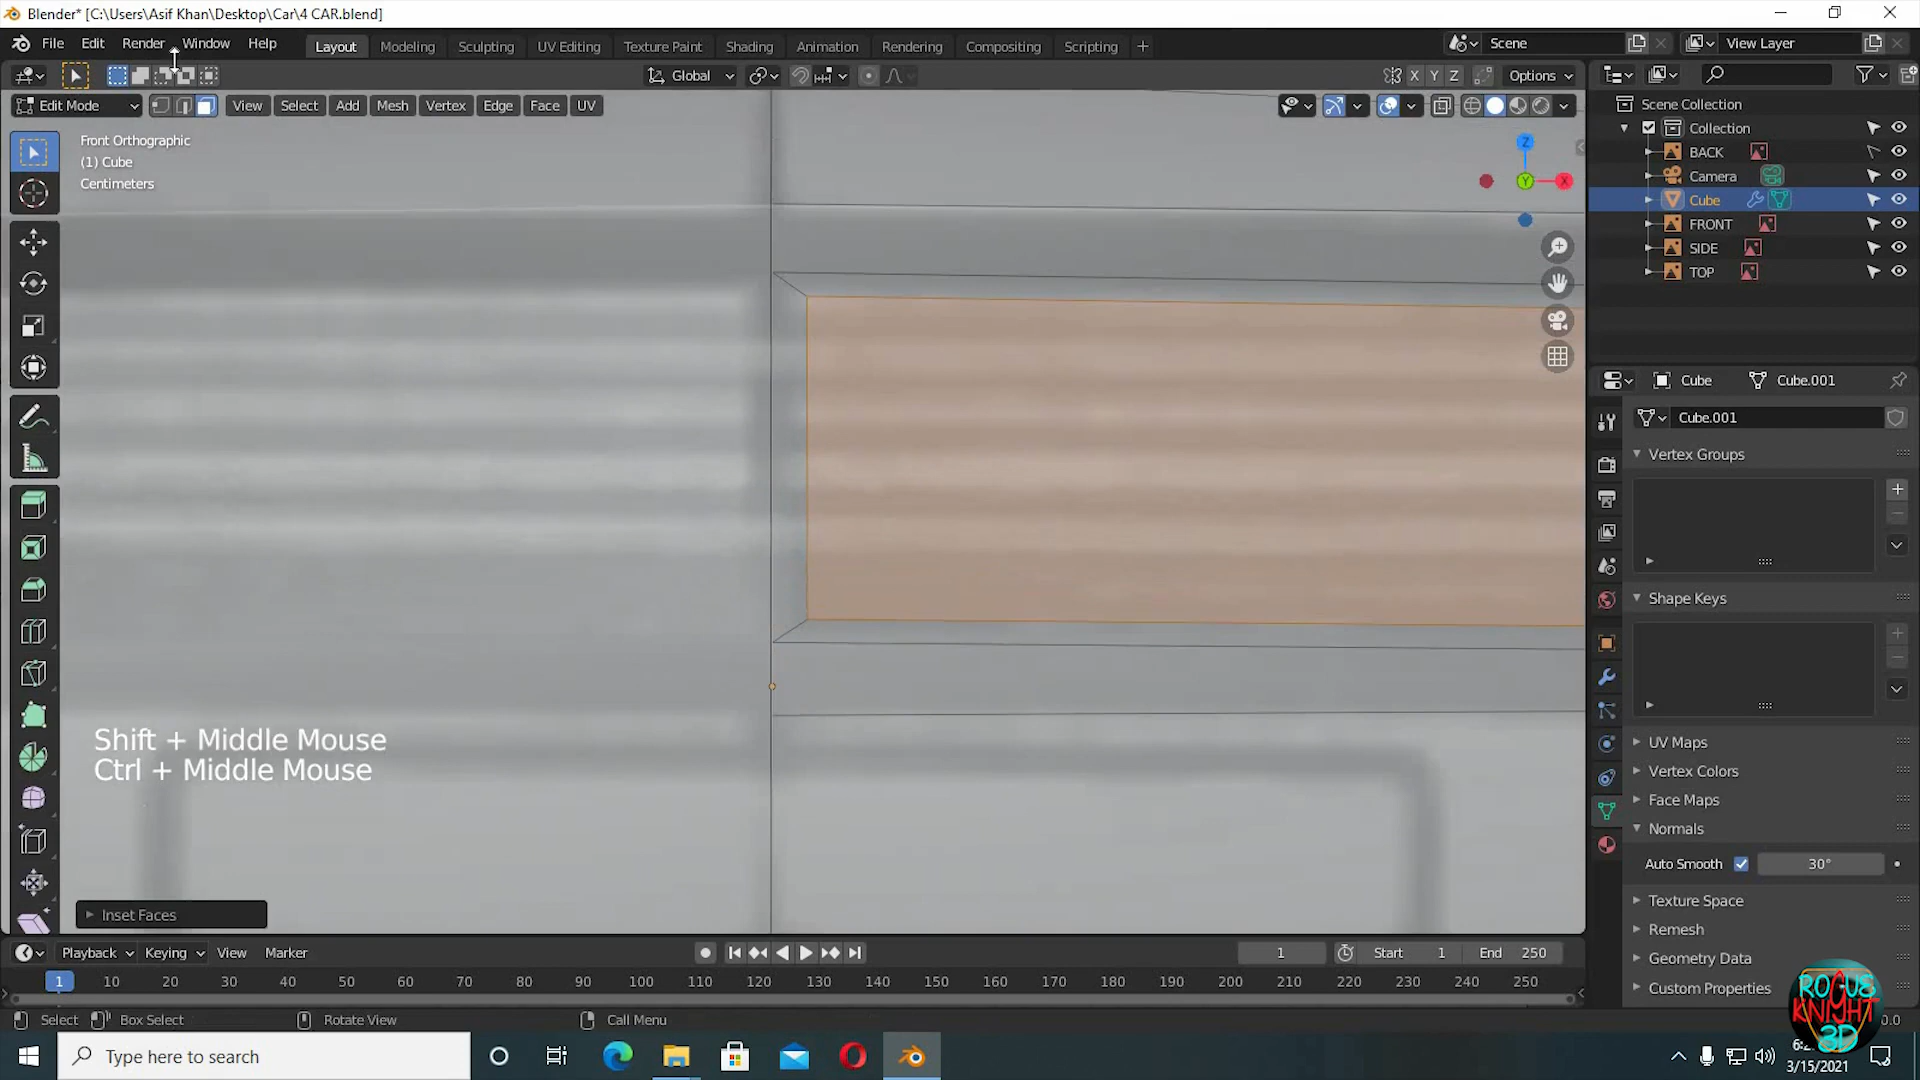 Blender* [C:\Users\Asif Khan\Desktop\Car\4 CAR.blend]
File Edit Render Window Help Layout Modeling Sculpting UV Editing Texture Paint Shading Animation Rendering Compositing Scripting + Scene View Layer
Global X Y Z Options
Edit Mode View Select Add Mesh Vertex Edge Face UV
Scene Collection
Collection
BACK
Camera
Cube
FRONT
SIDE
TOP
Front Orthographic
(1) Cube
Centimeters
Z
Y
X
Cube Cube.001
Cube.001
Vertex Groups
Shape Keys
UV Maps
Vertex Colors
Face Maps
Normals
Auto Smooth 30°
Texture Space
Remesh
Geometry Data
Custom Properties
Shift + Middle Mouse
Ctrl + Middle Mouse
Inset Faces
Playback Keying View Marker 1 Start 1 End 250
1 10 20 30 40 50 60 70 80 90 100 110 120 130 140 150 160 170 180 190 200 210 220 230 240 250
Select Box Select Rotate View Call Menu
ROGUE
KNIGHT
3D
Type here to search
3/15/2021